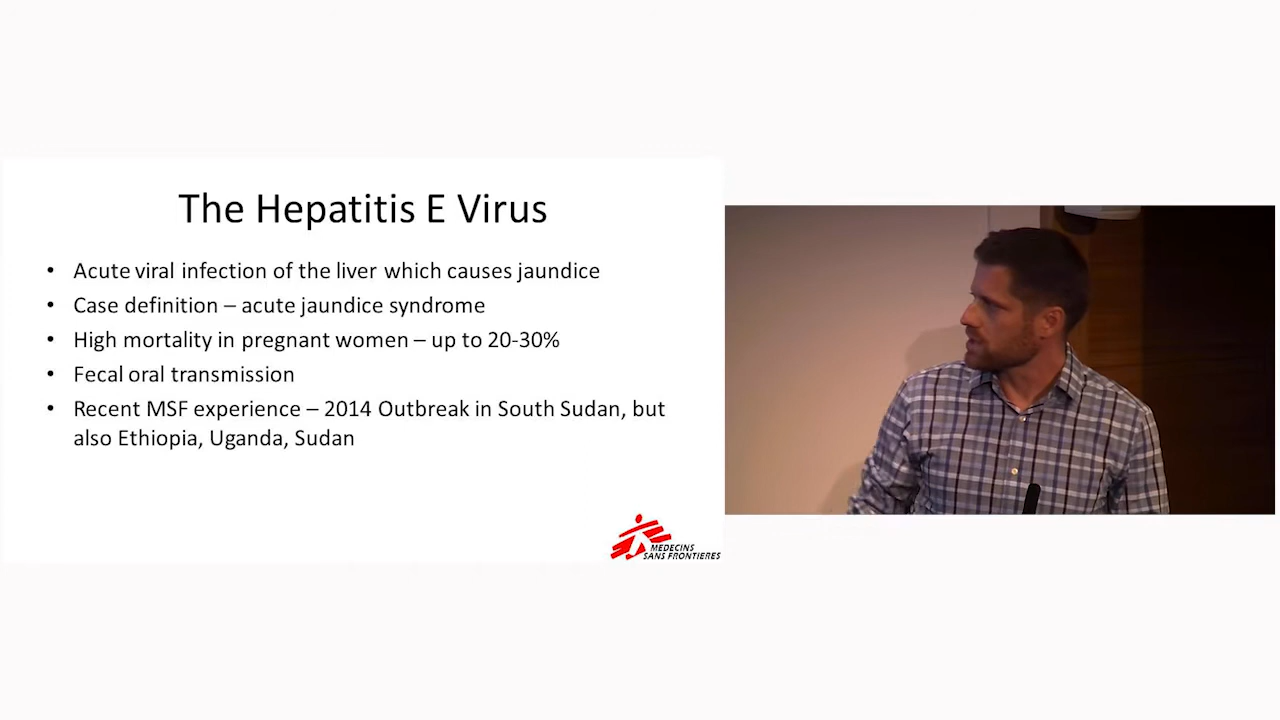 The Hepatitis E Virus
• Acute viral infection of the liver which causes jaundice
• Case definition – acute jaundice syndrome
• High mortality in pregnant women – up to 20-30%
• Fecal oral transmission
• Recent MSF experience – 2014 Outbreak in South Sudan, but
also Ethiopia, Uganda, Sudan
MEDECINS
SANS FRONTIERES